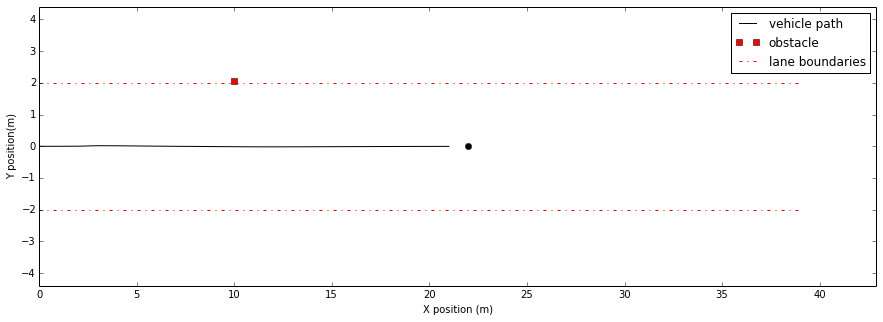 4
3
2
1
0
−1
−2
−3
−4
Y position(m)
0 5 10 15 20 25 30 35 40
X position (m)
vehicle path
obstacle
lane boundaries